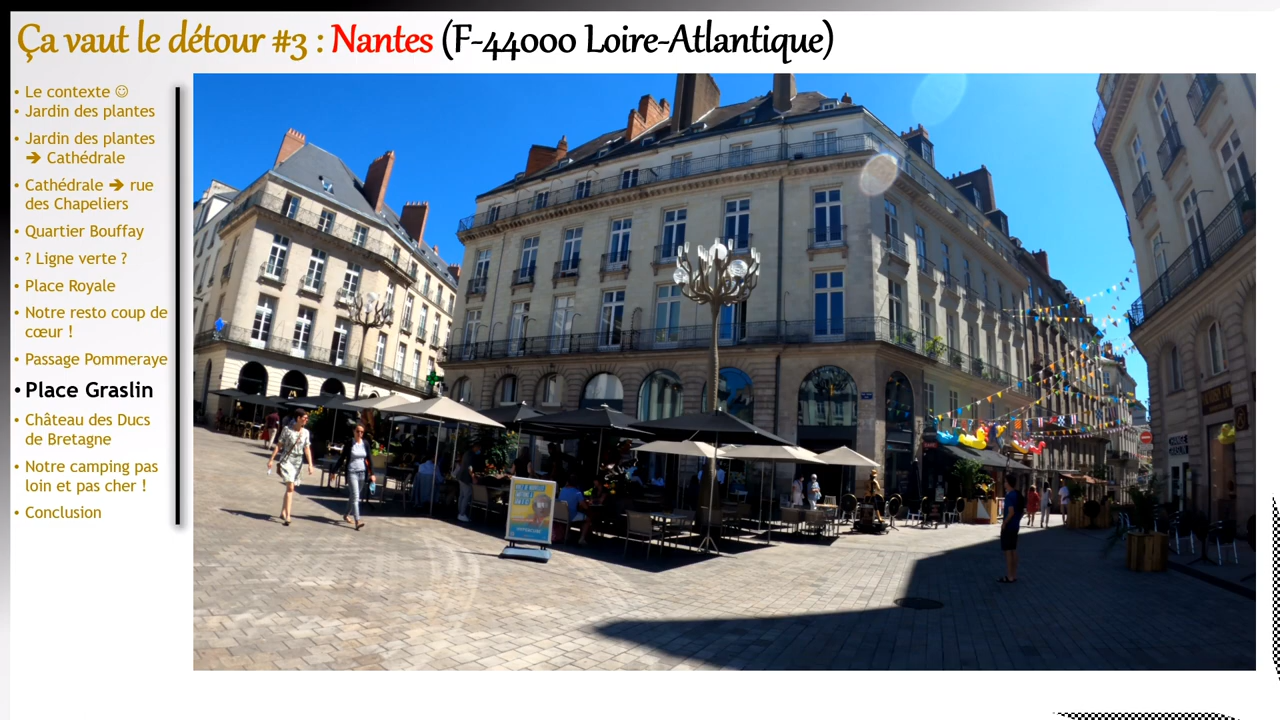 Ça vaut le détour #3 : Nantes (F-44000 Loire-Atlantique)
• Le contexte ☺
• Jardin des plantes
• Jardin des plantes
➔ Cathédrale
• Cathédrale ➔ rue
des Chapeliers
• Quartier Bouffay
• ? Ligne verte ?
• Place Royale
• Notre resto coup de
cœur !
• Passage Pommeraye
• Place Graslin
• Château des Ducs
de Bretagne
• Notre camping pas
loin et pas cher !
• Conclusion
CHANGE